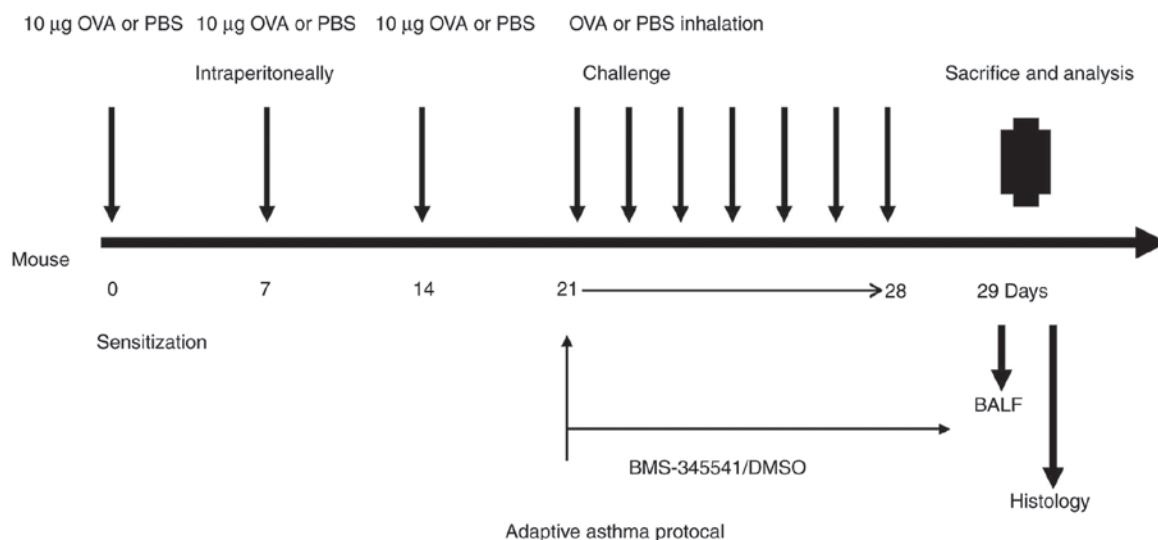 10 μg OVA or PBS 10 μg OVA or PBS 10 μg OVA or PBS OVA or PBS inhalation
Intraperitoneally Challenge Sacrifice and analysis
Mouse
0 7 14 21 28 29 Days
Sensitization
BALF
BMS-345541/DMSO
Histology
Adaptive asthma protocal